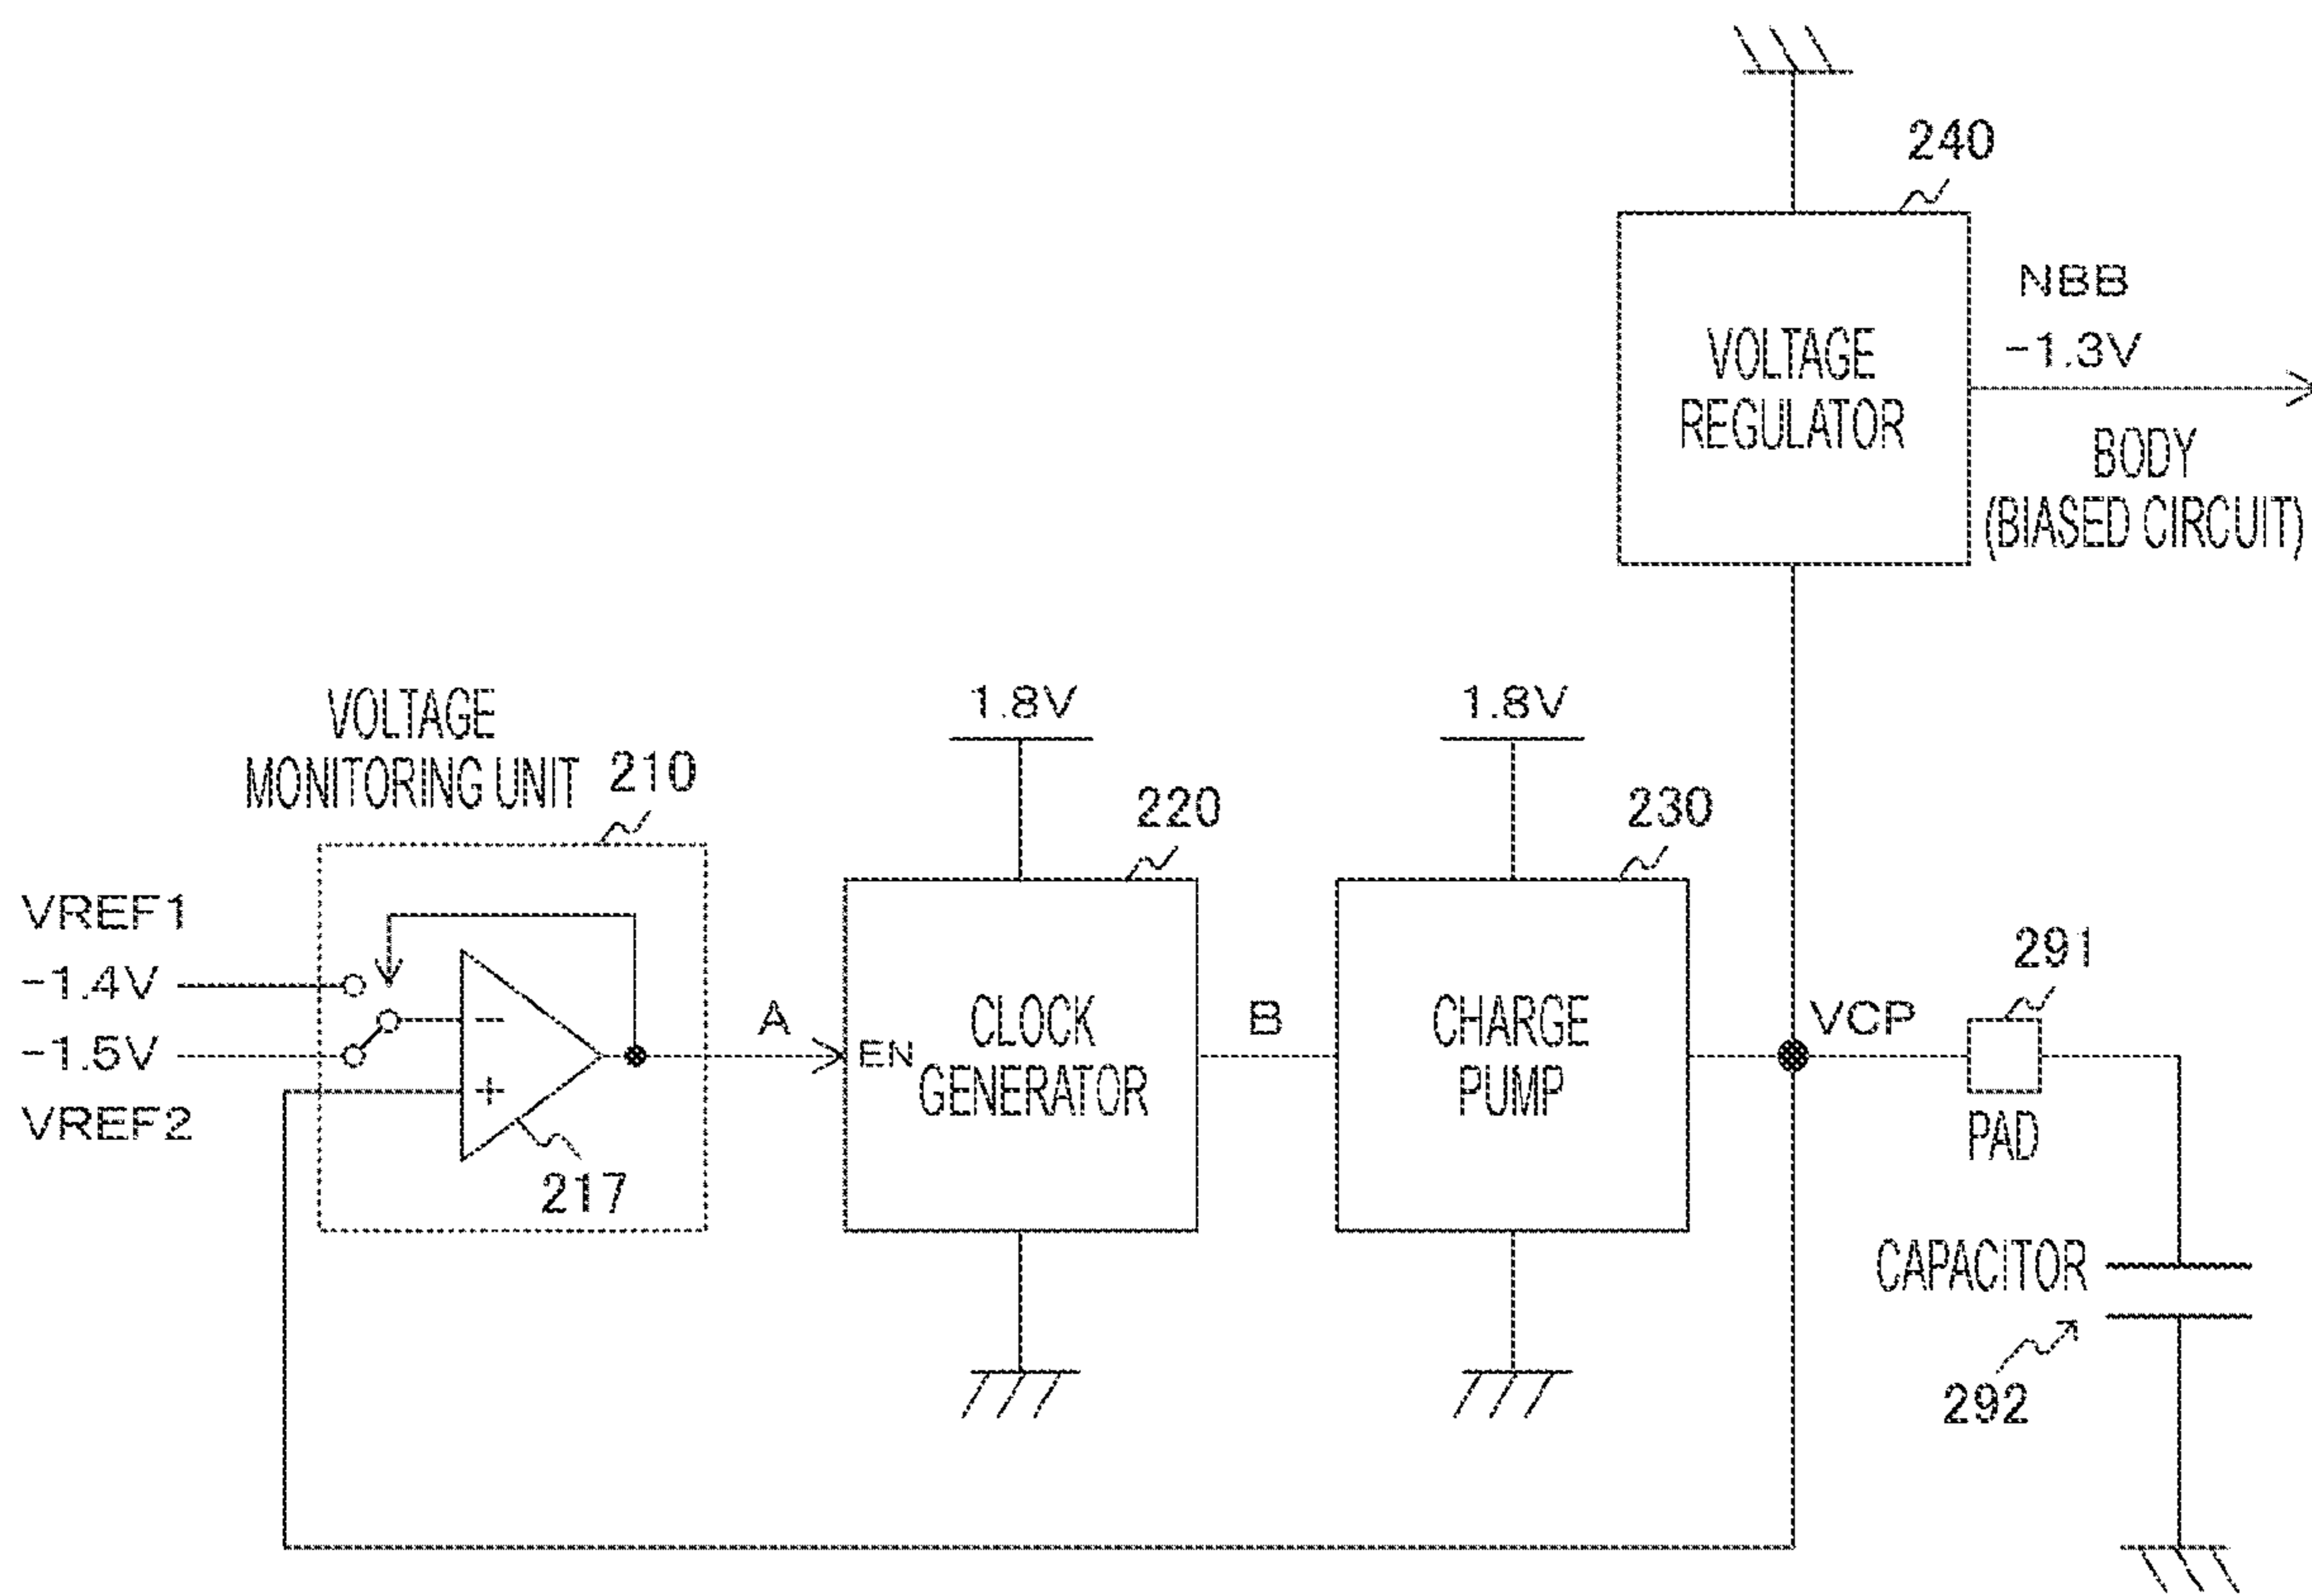 240
NBB
-1.3V
VOLTAGE
REGULATOR
BODY
(BIASED CIRCUIT)
VOLTAGE
MONITORING UNIT 210
1.8V
1.8V
220
230
VREF1
-1.4V
-1.5V
VREF2
-
+
217
A
EN
CLOCK
GENERATOR
B
CHARGE
PUMP
VCP
291
PAD
CAPACITOR
292